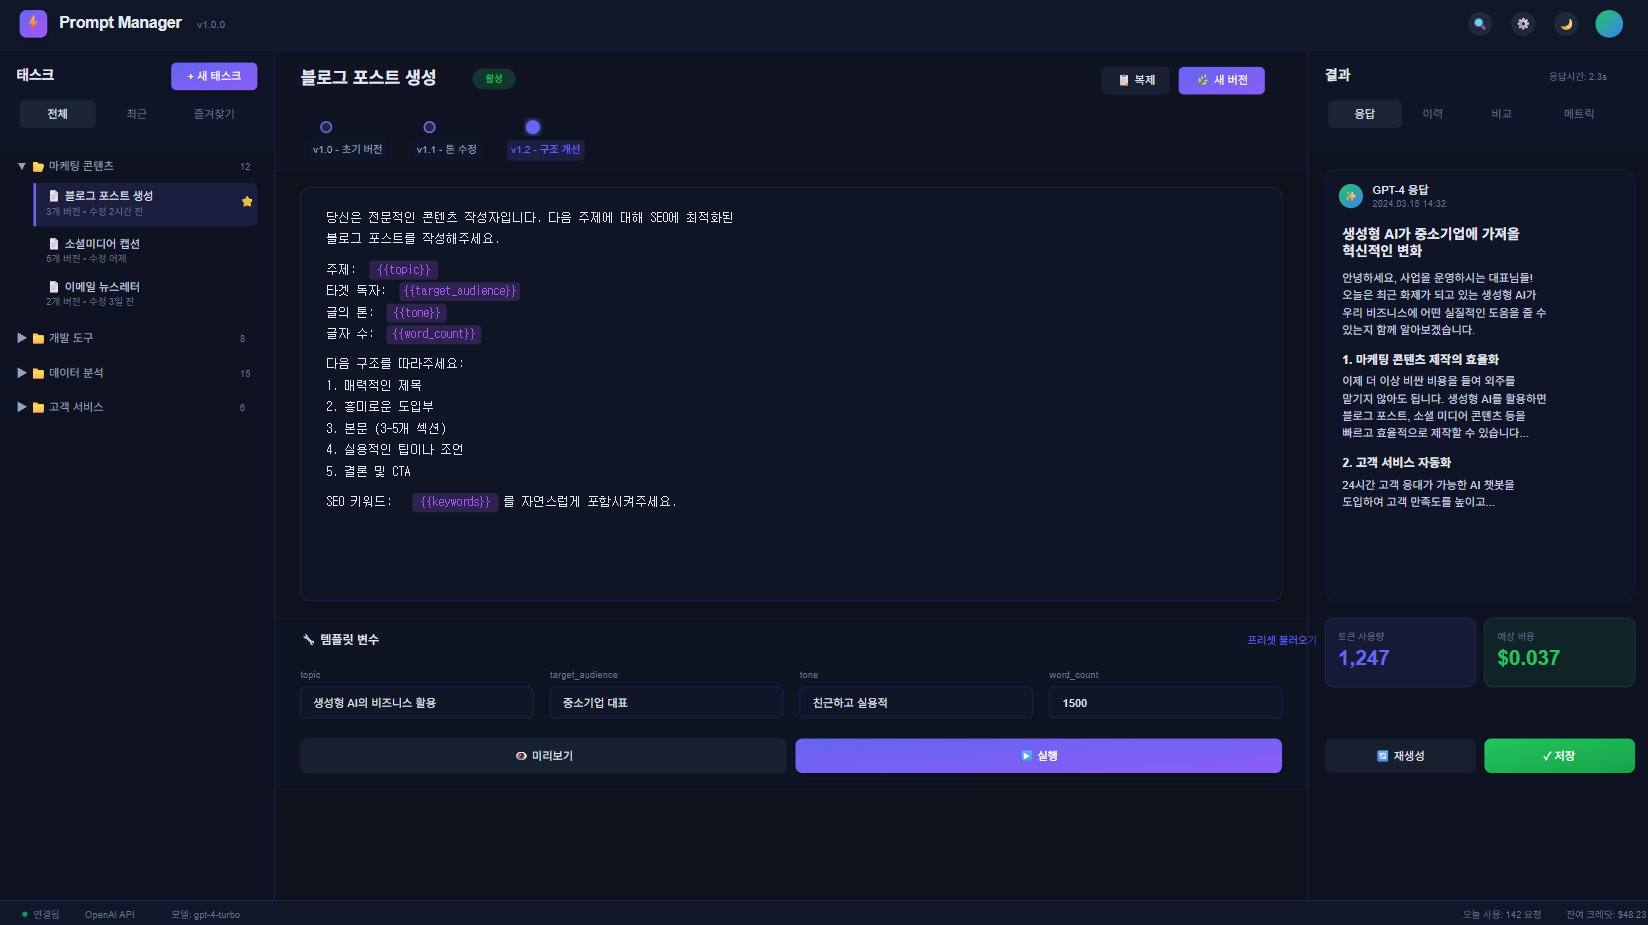 Prompt Manager v1.0.0
태스크
+ 새 태스크
전체 최근 즐겨찾기
마케팅 콘텐츠 12
블로그 포스트 생성
3개 버전 • 수정 2시간 전
소셜미디어 캡션
5개 버전 • 수정 어제
이메일 뉴스레터
2개 버전 • 수정 3일 전
개발 도구 8
데이터 분석 15
고객 서비스 6
블로그 포스트 생성 활성
복제 새 버전
v1.0 - 초기 버전 v1.1 - 톤 수정 v1.2 - 구조 개선
당신은 전문적인 콘텐츠 작성자입니다. 다음 주제에 대해 SEO에 최적화된
블로그 포스트를 작성해주세요.
주제: {{topic}}
타겟 독자: {{target_audience}}
글의 톤: {{tone}}
글자 수: {{word_count}}
다음 구조를 따라주세요:
1. 매력적인 제목
2. 흥미로운 도입부
3. 본문 (3-5개 섹션)
4. 실용적인 팁이나 조언
5. 결론 및 CTA
SEO 키워드: {{keywords}} 를 자연스럽게 포함시켜주세요.
템플릿 변수 프리셋 불러오기
topic target_audience tone word_count
생성형 AI의 비즈니스 활용 중소기업 대표 친근하고 실용적 1500
미리보기 실행
결과 응답시간: 2.3s
응답 이력 비교 메트릭
GPT-4 응답
2024.03.15 14:32
생성형 AI가 중소기업에 가져올
혁신적인 변화
안녕하세요, 사업을 운영하시는 대표님들!
오늘은 최근 화제가 되고 있는 생성형 AI가
우리 비즈니스에 어떤 실질적인 도움을 줄 수
있는지 함께 알아보겠습니다.
1. 마케팅 콘텐츠 제작의 효율화
이제 더 이상 비싼 비용을 들여 외주를
맡기지 않아도 됩니다. 생성형 AI를 활용하면
블로그 포스트, 소셜 미디어 콘텐츠 등을
빠르고 효율적으로 제작할 수 있습니다...
2. 고객 서비스 자동화
24시간 고객 응대가 가능한 AI 챗봇을
도입하여 고객 만족도를 높이고...
토큰 사용량 예상 비용
1,247 $0.037
재생성 ✓ 저장
연결됨 OpenAI API 모델: gpt-4-turbo 오늘 사용: 142 요청 잔여 크레딧: $48.23